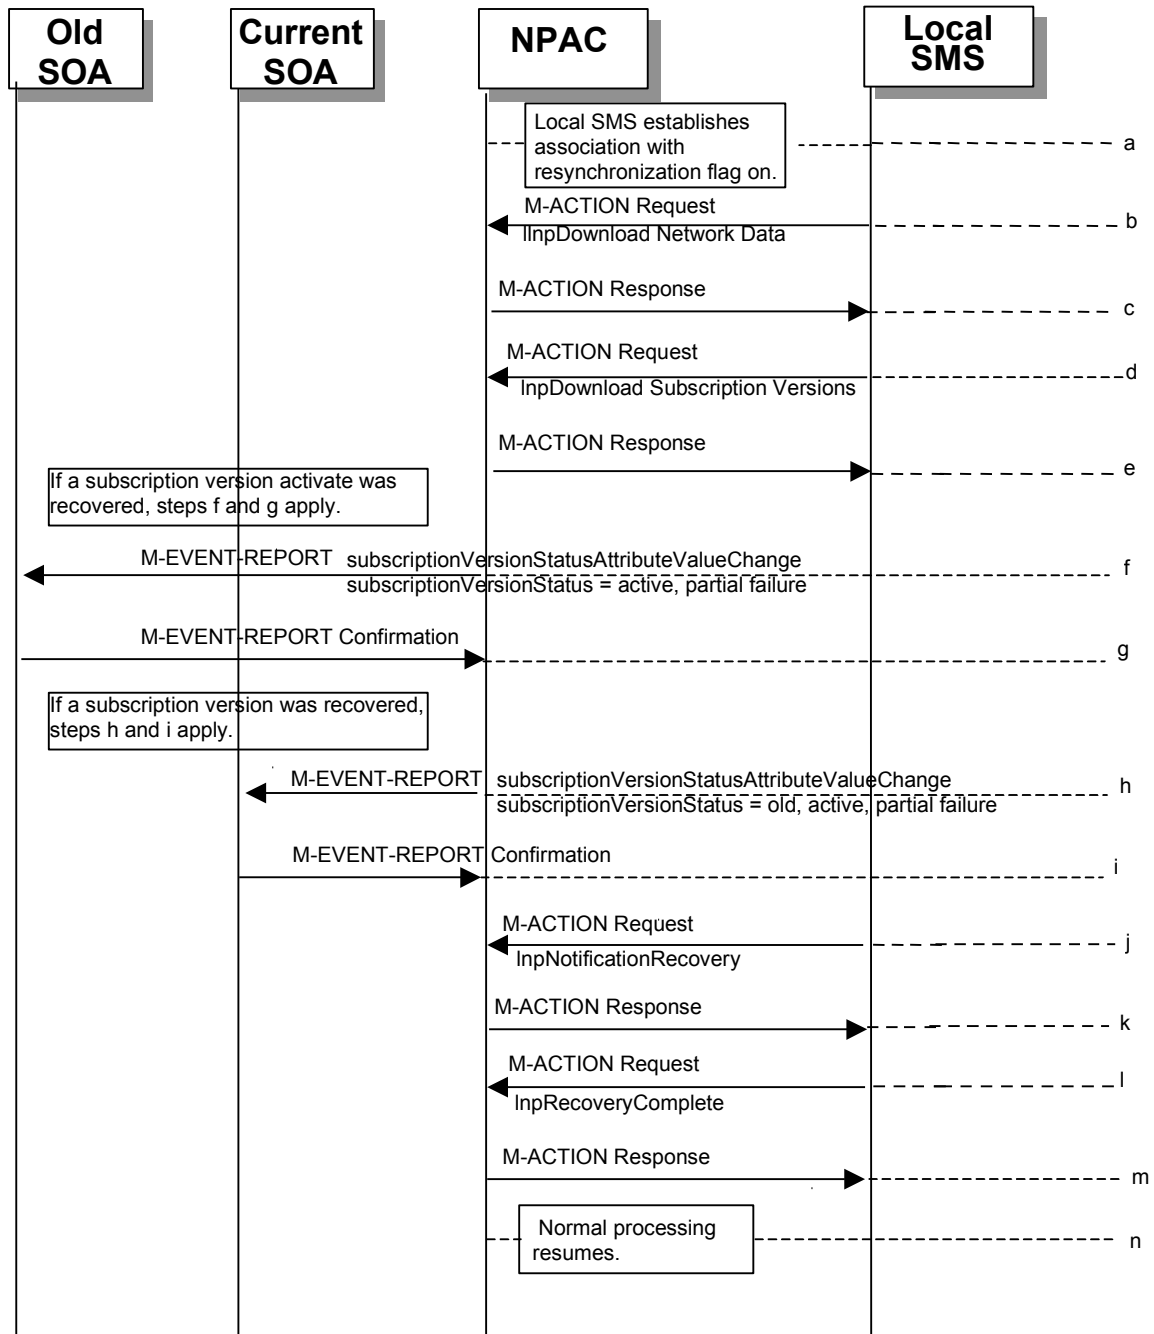 Old
SOA
Current
SOA
NPAC
Local
SMS
Local SMS establishes
association with
resynchronization flag on.
a
M-ACTION Request
b
llnpDownload Network Data
M-ACTION Response
c
M-ACTION Request
d
lnpDownload Subscription Versions
M-ACTION Response
e
If a subscription version activate was
recovered, steps f and g apply.
M-EVENT-REPORT subscriptionVersionStatusAttributeValueChange
f
subscriptionVersionStatus = active, partial failure
M-EVENT-REPORT Confirmation
g
If a subscription version was recovered,
steps h and i apply.
M-EVENT-REPORT subscriptionVersionStatusAttributeValueChange
h
subscriptionVersionStatus = old, active, partial failure
M-EVENT-REPORT Confirmation
i
M-ACTION Request
j
lnpNotificationRecovery
M-ACTION Response
k
M-ACTION Request
l
lnpRecoveryComplete
M-ACTION Response
m
Normal processing
resumes.
n